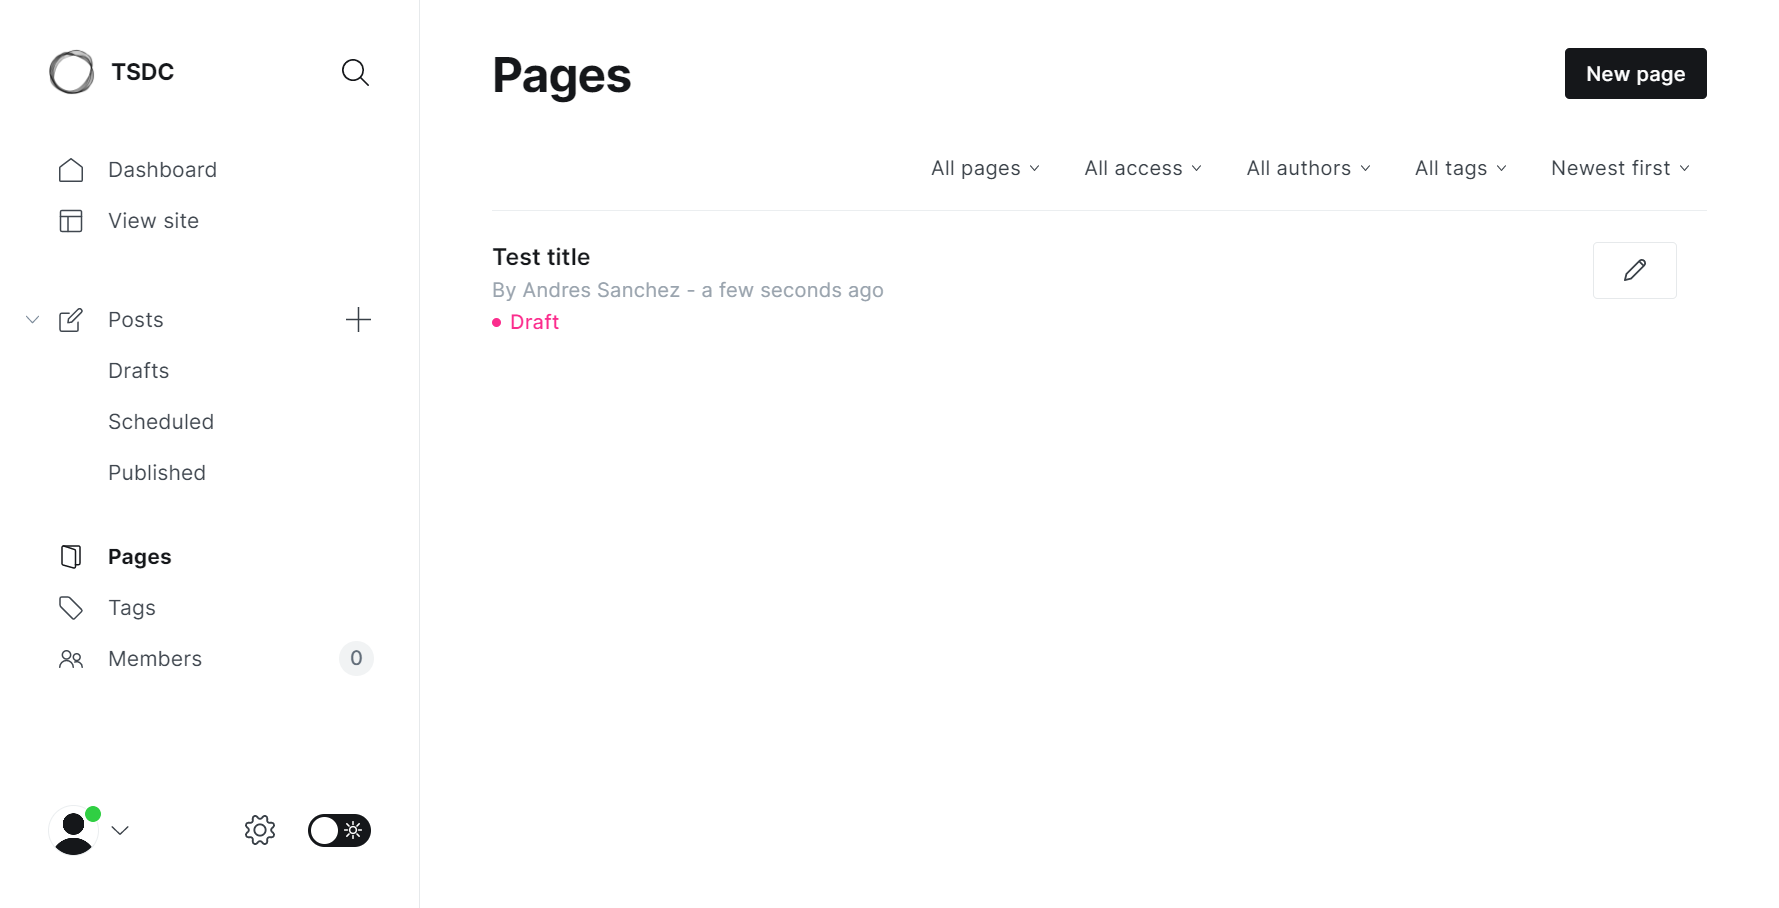 TSDC
Dashboard
View site
Posts
Drafts
Scheduled
Published
Pages
Tags
Members
0
Pages
New page
All pages
All access
All authors
All tags
Newest first
Test title
By Andres Sanchez - a few seconds ago
Draft